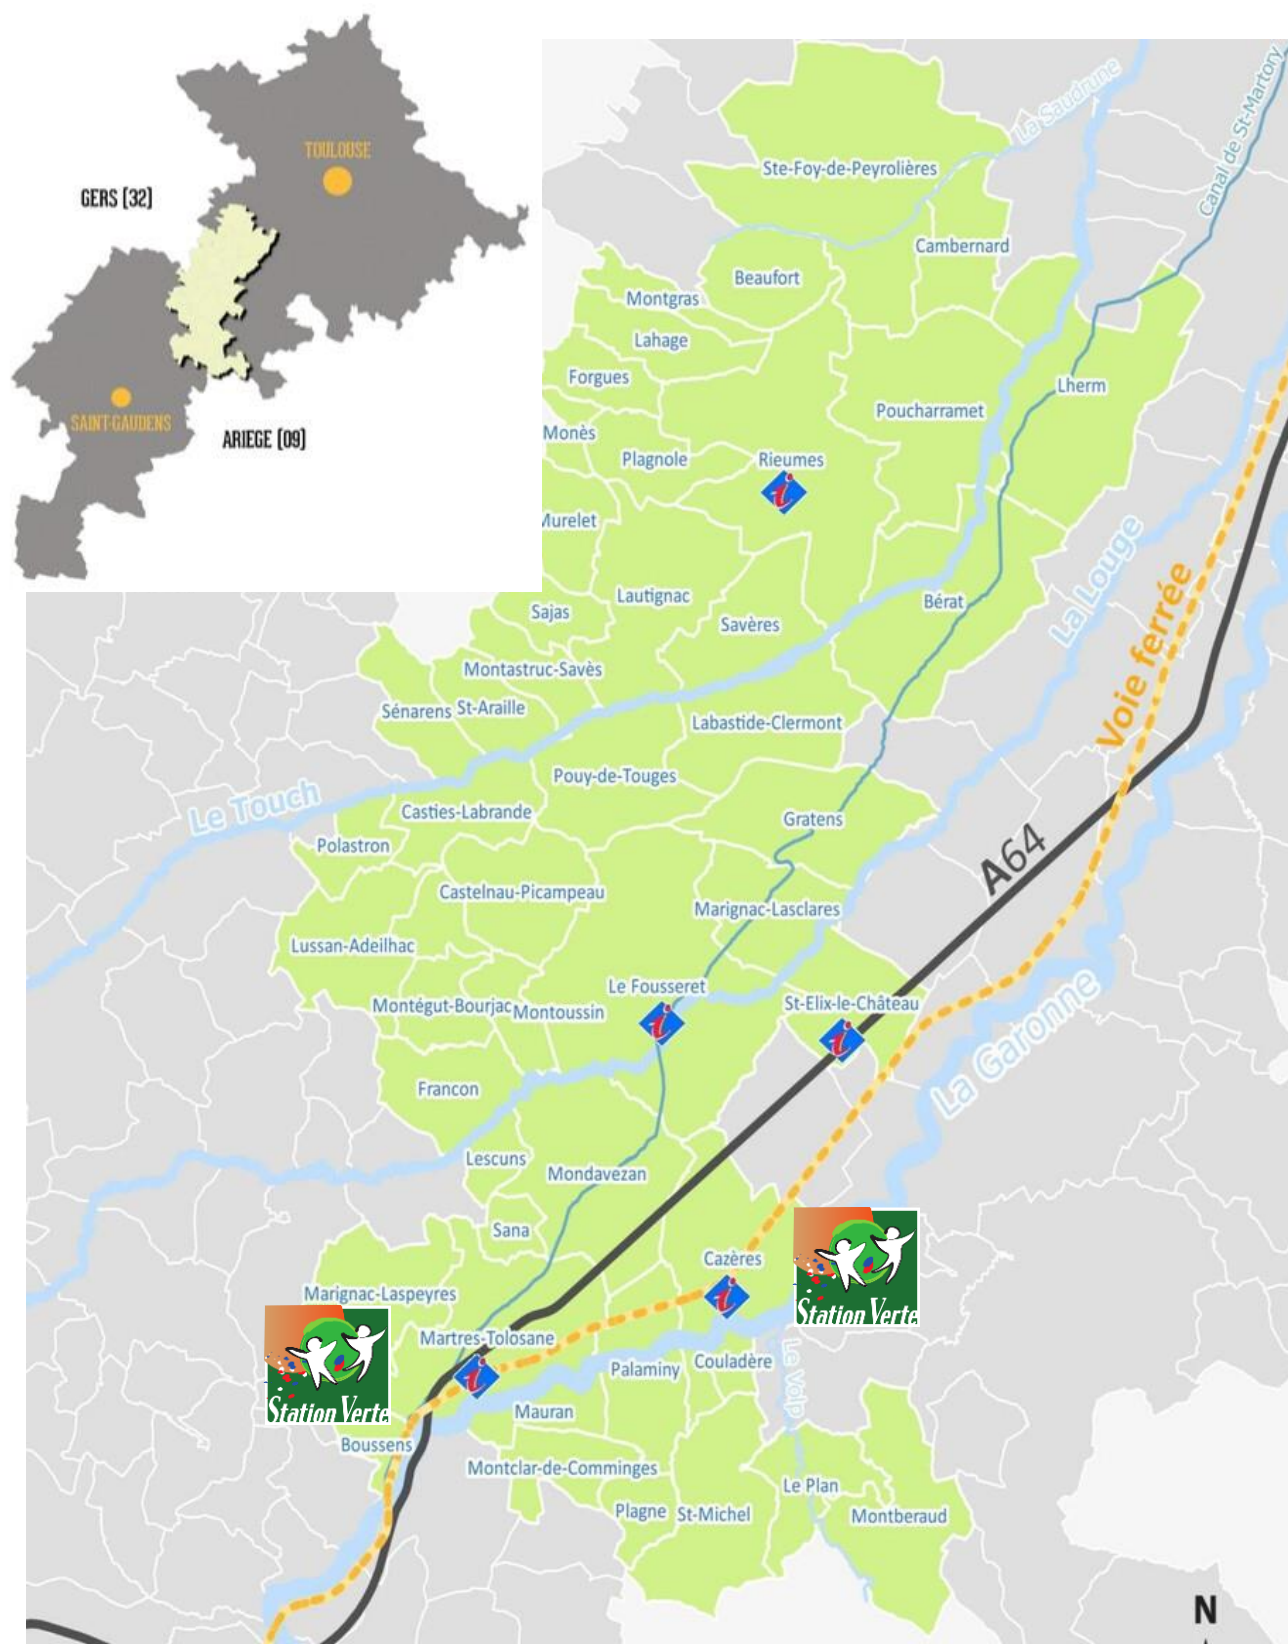 TOULOUSE
GERS (32)
SAINT-GAUDENS
ARIEGE (09)
La Saudrune
Canal de St-Martory
Ste-Foy-de-Peyrolières
Cambernard
Beaufort
Montgras
Lahage
Forgues
Lherm
Poucharramet
Monès
Plagnole
Rieumes
Murelet
La Louge
Voie ferrée
Lautignac
Bérat
Sajas
Savères
Montastruc-Savès
Sénarens
St-Araille
Labastide-Clermont
Pouy-de-Touges
Le Touch
Casties-Labrande
Gratens
Polastron
A64
Castelnau-Picampeau
Marignac-Lasclares
Lussan-Adeilhac
Le Fousseret
St-Elix-le-Château
Montégut-Bourjac
Montoussin
La Garonne
Francon
Lescuns
Mondavezan
Sana
Cazères
Station Verte
Marignac-Laspeyres
Martres-Tolosane
Station Verte
Palaminy
Couladère
Le Volp
Mauran
Boussens
Montclar-de-Comminges
Le Plan
Plagne
St-Michel
Montberaud
N